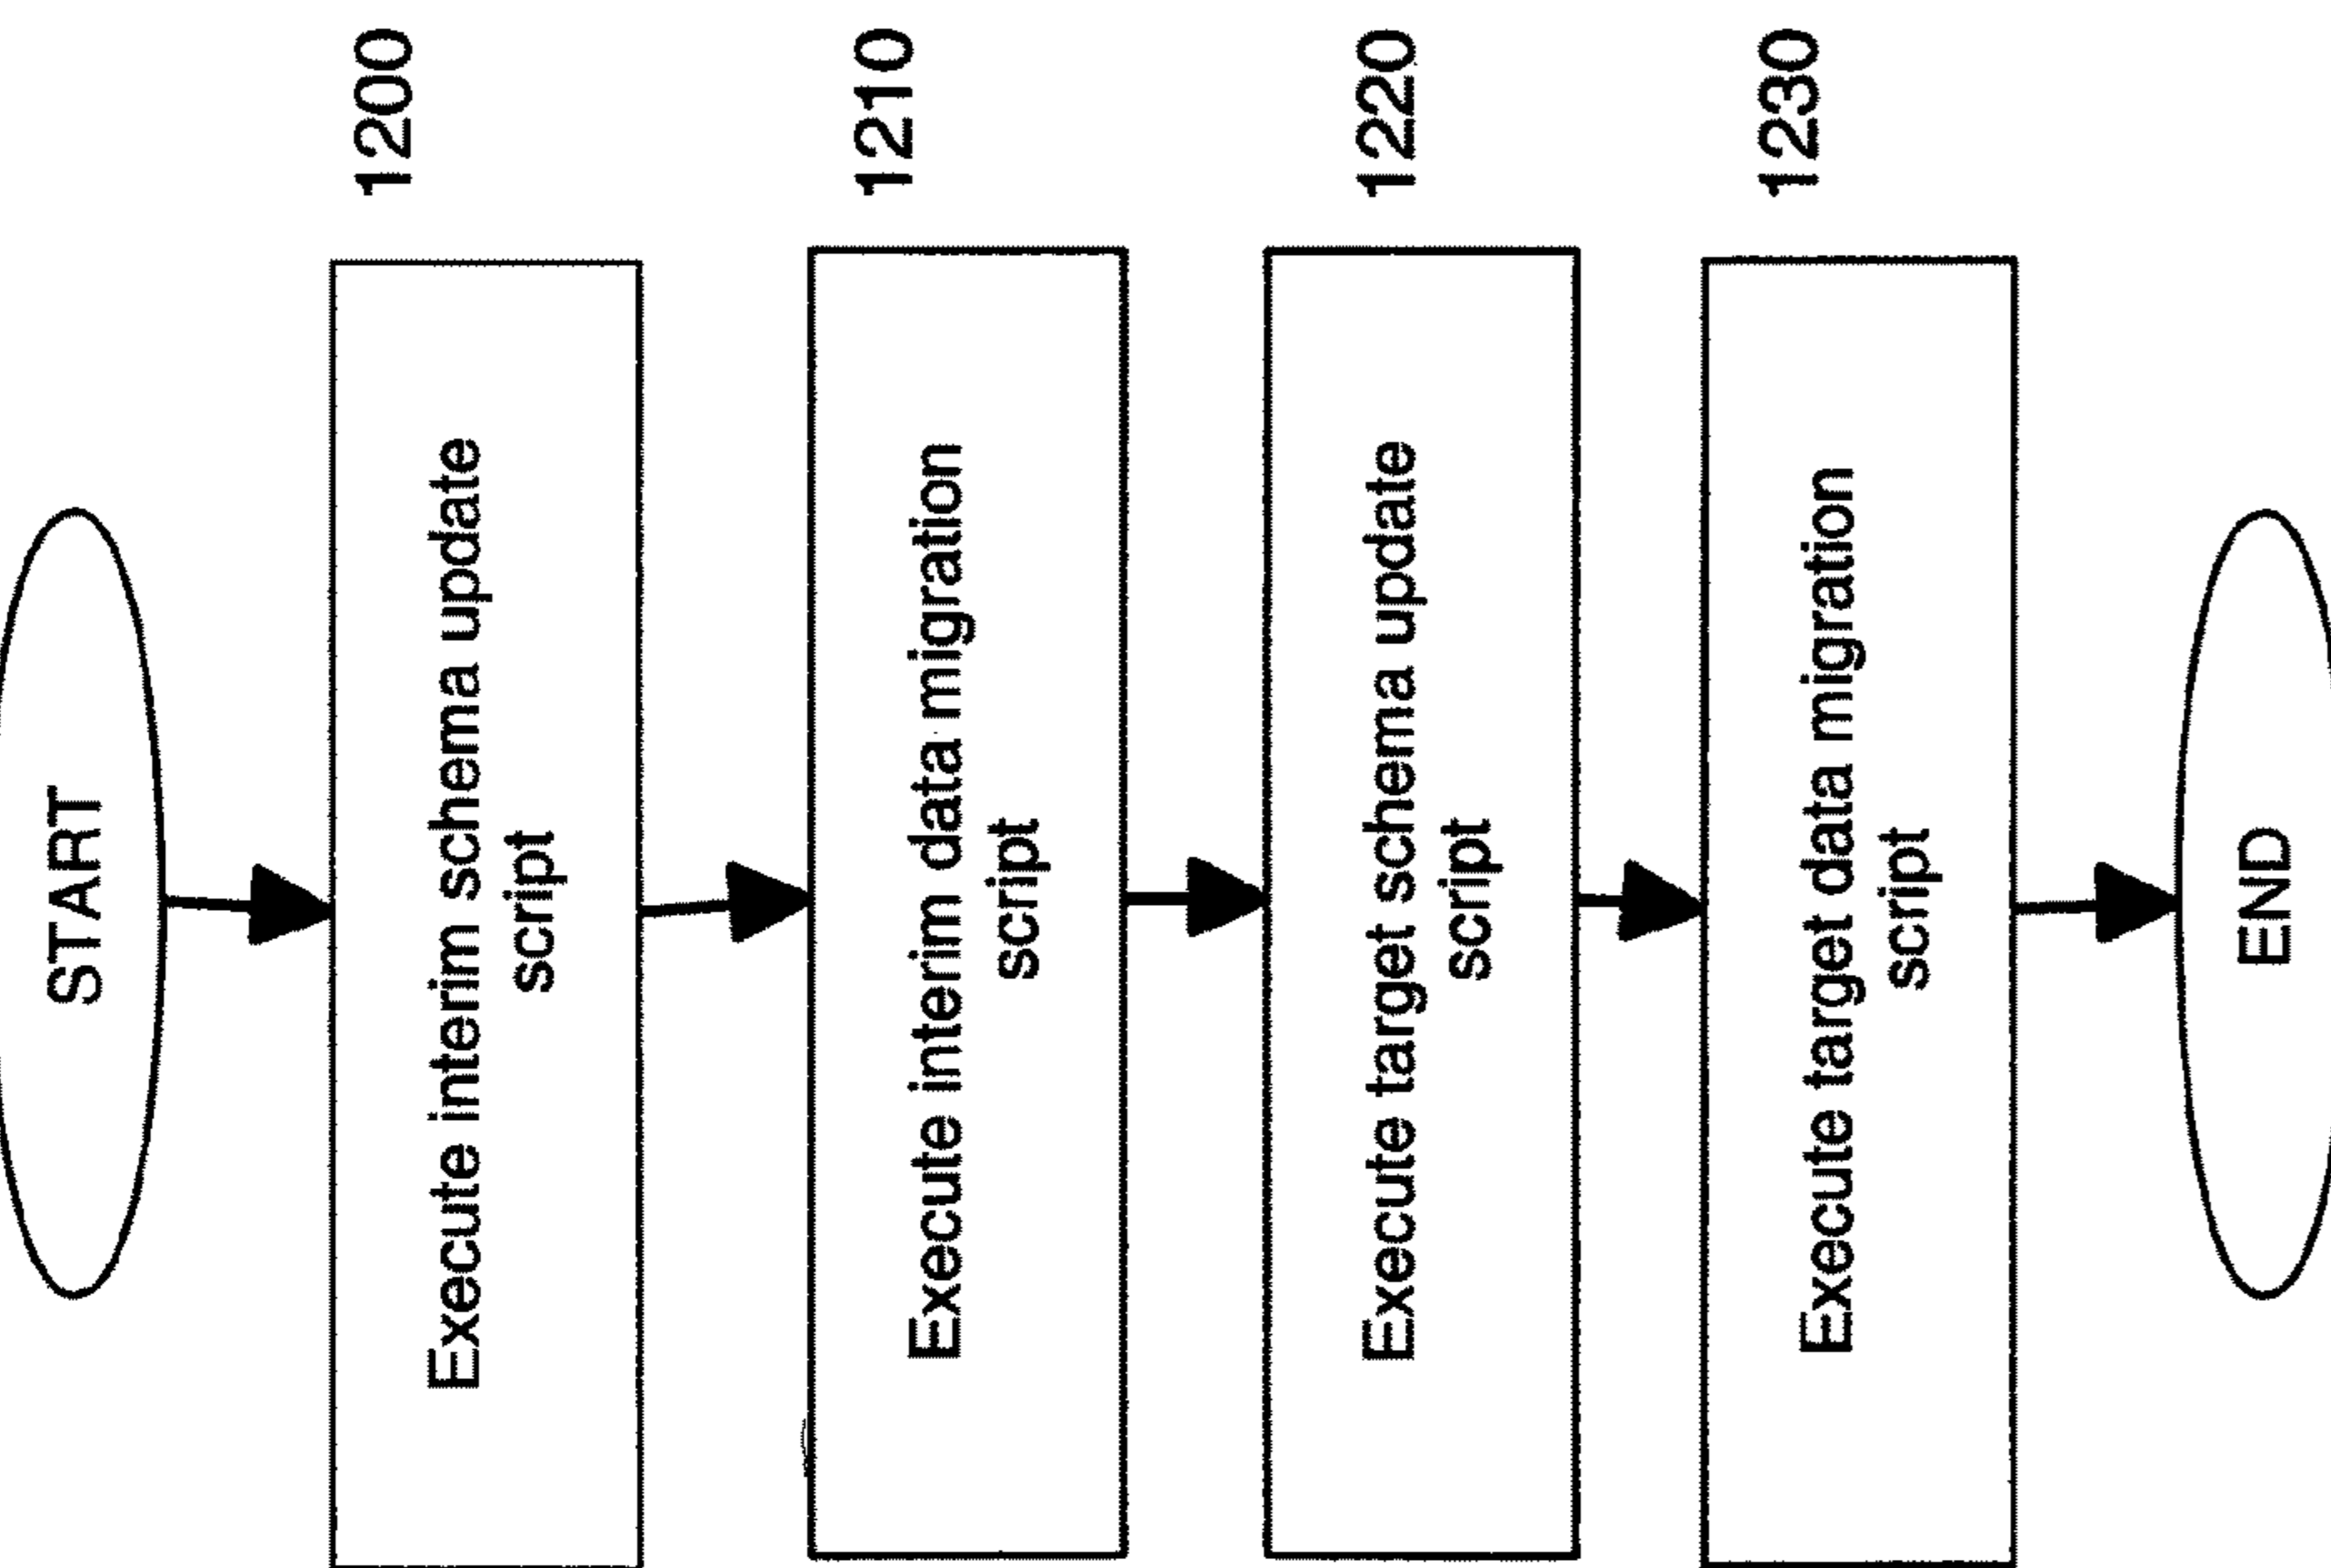 START
Execute interim schema update
script
1200
Execute interim data migration
script
1210
Execute target schema update
script
1220
Execute target data migration
script
1230
END